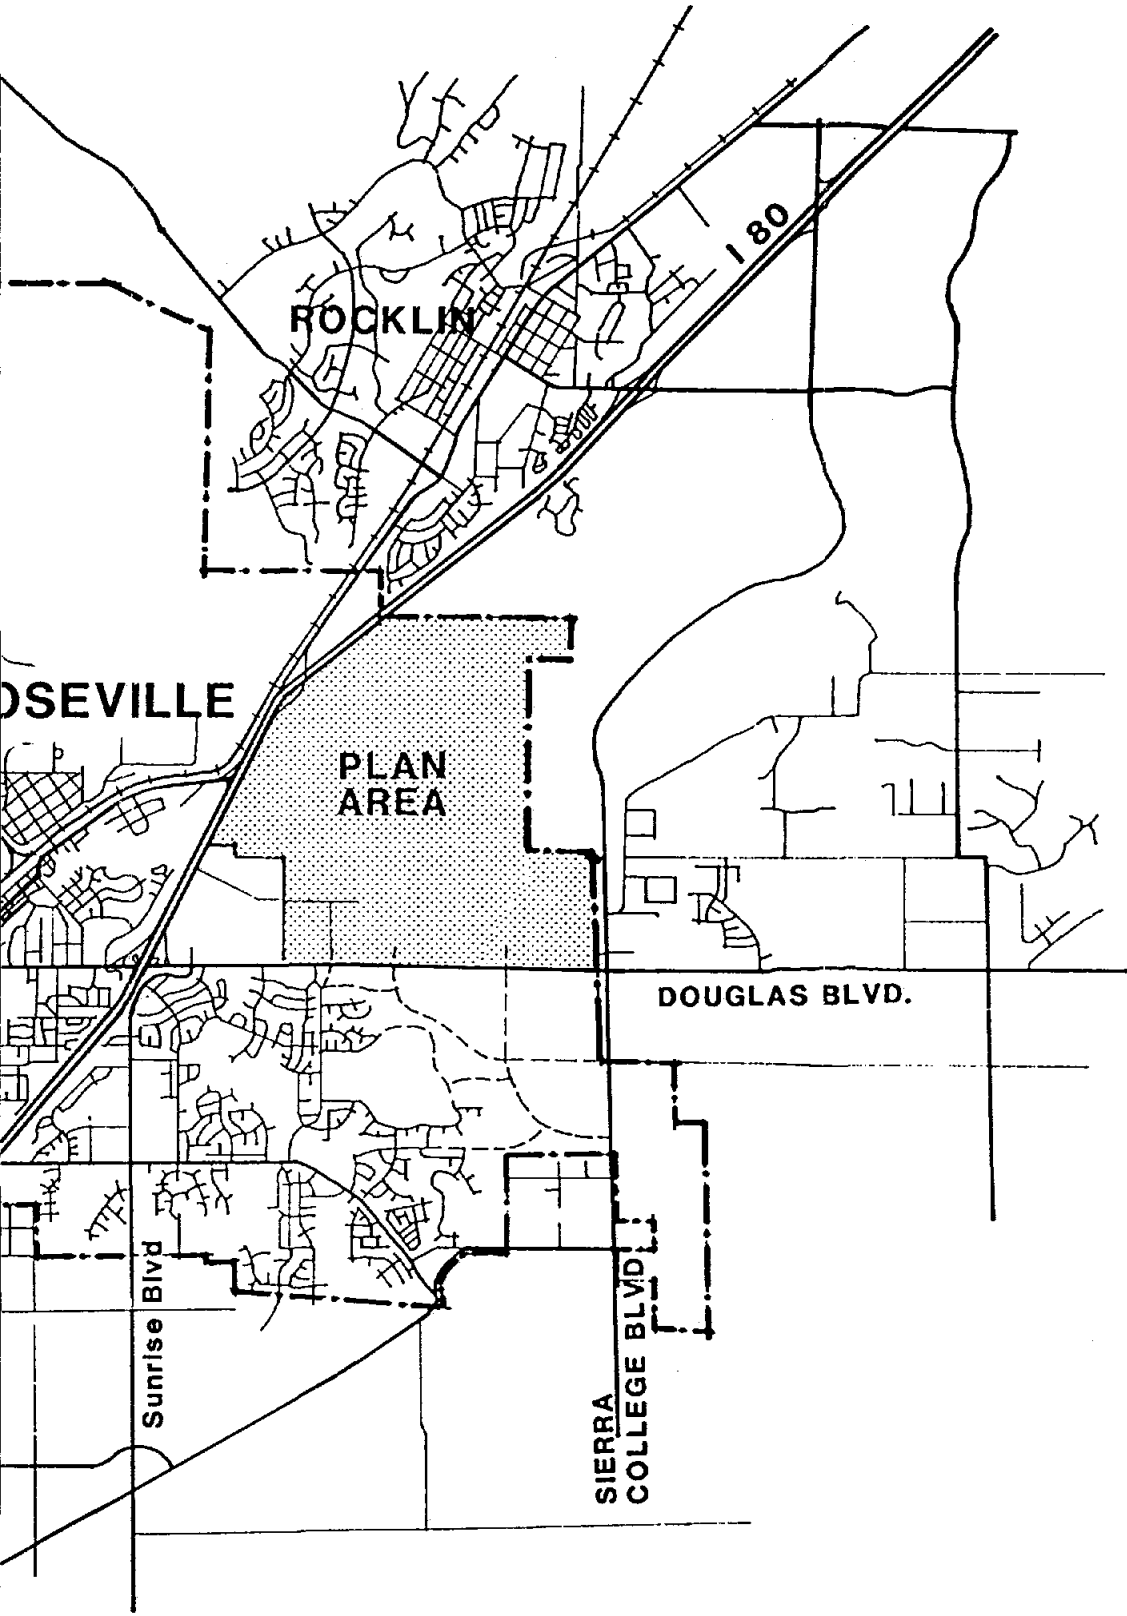 I 80
ROCKLIN
OSEVILLE
PLAN
AREA
DOUGLAS BLVD.
Sunrise Blvd
SIERRA
COLLEGE BLVD